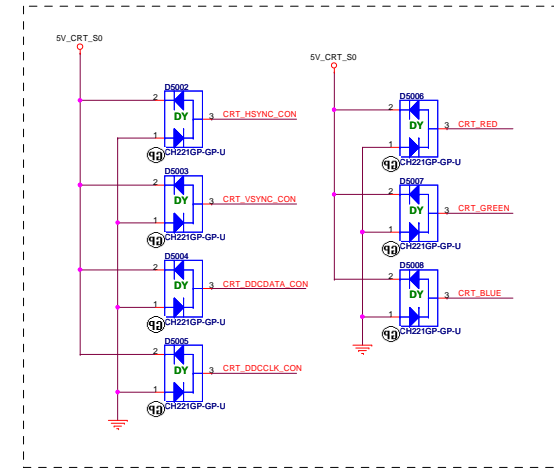 5V_CRT_S0
D5002
2
DY
3
CRT_HSYNC_CON
1
CH221GP-GP-U
D5003
2
DY
3
CRT_VSYNC_CON
1
CH221GP-GP-U
D5004
2
DY
3
CRT_DDCDATA_CON
1
CH221GP-GP-U
D5005
2
DY
3
CRT_DDCCLK_CON
1
CH221GP-GP-U
5V_CRT_S0
D5006
2
DY
3
CRT_RED
1
CH221GP-GP-U
D5007
2
DY
3
CRT_GREEN
1
CH221GP-GP-U
D5008
2
DY
3
CRT_BLUE
1
CH221GP-GP-U